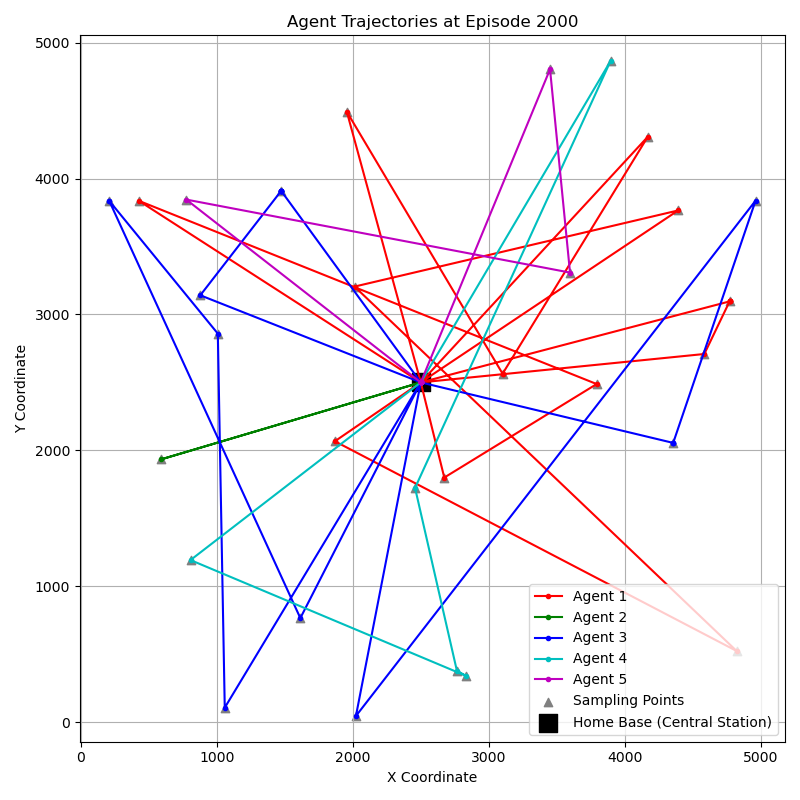 Agent Trajectories at Episode 2000
5000
4000
3000
2000
1000
0
Y Coordinate
0 1000 2000 3000 4000 5000
X Coordinate
Agent 1
Agent 2
Agent 3
Agent 4
Agent 5
Sampling Points
Home Base (Central Station)